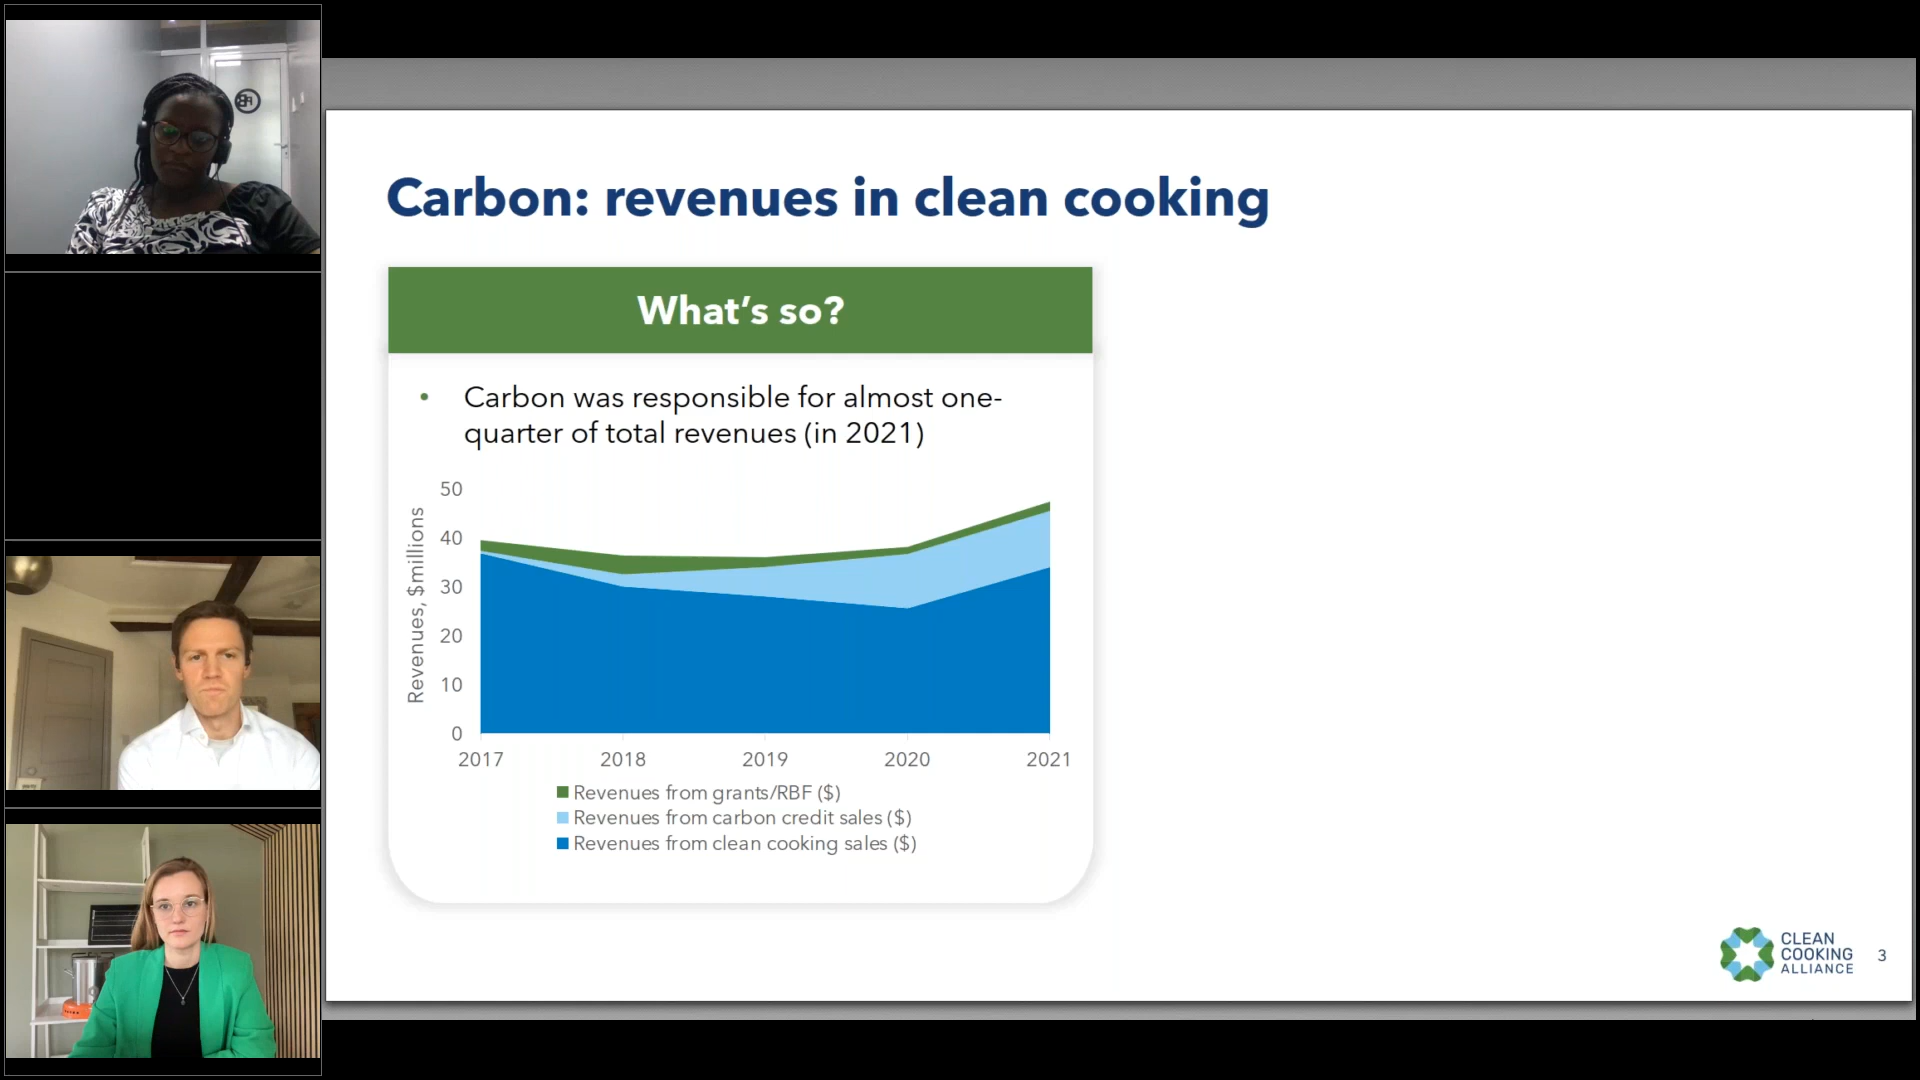 Carbon: revenues in clean cooking
What's so?
• Carbon was responsible for almost one-
quarter of total revenues (in 2021)
Revenues, $millions
50
40
30
20
10
0
2017 2018 2019 2020 2021
Revenues from grants/RBF ($)
Revenues from carbon credit sales ($)
Revenues from clean cooking sales ($)
CLEAN
COOKING
ALLIANCE
3